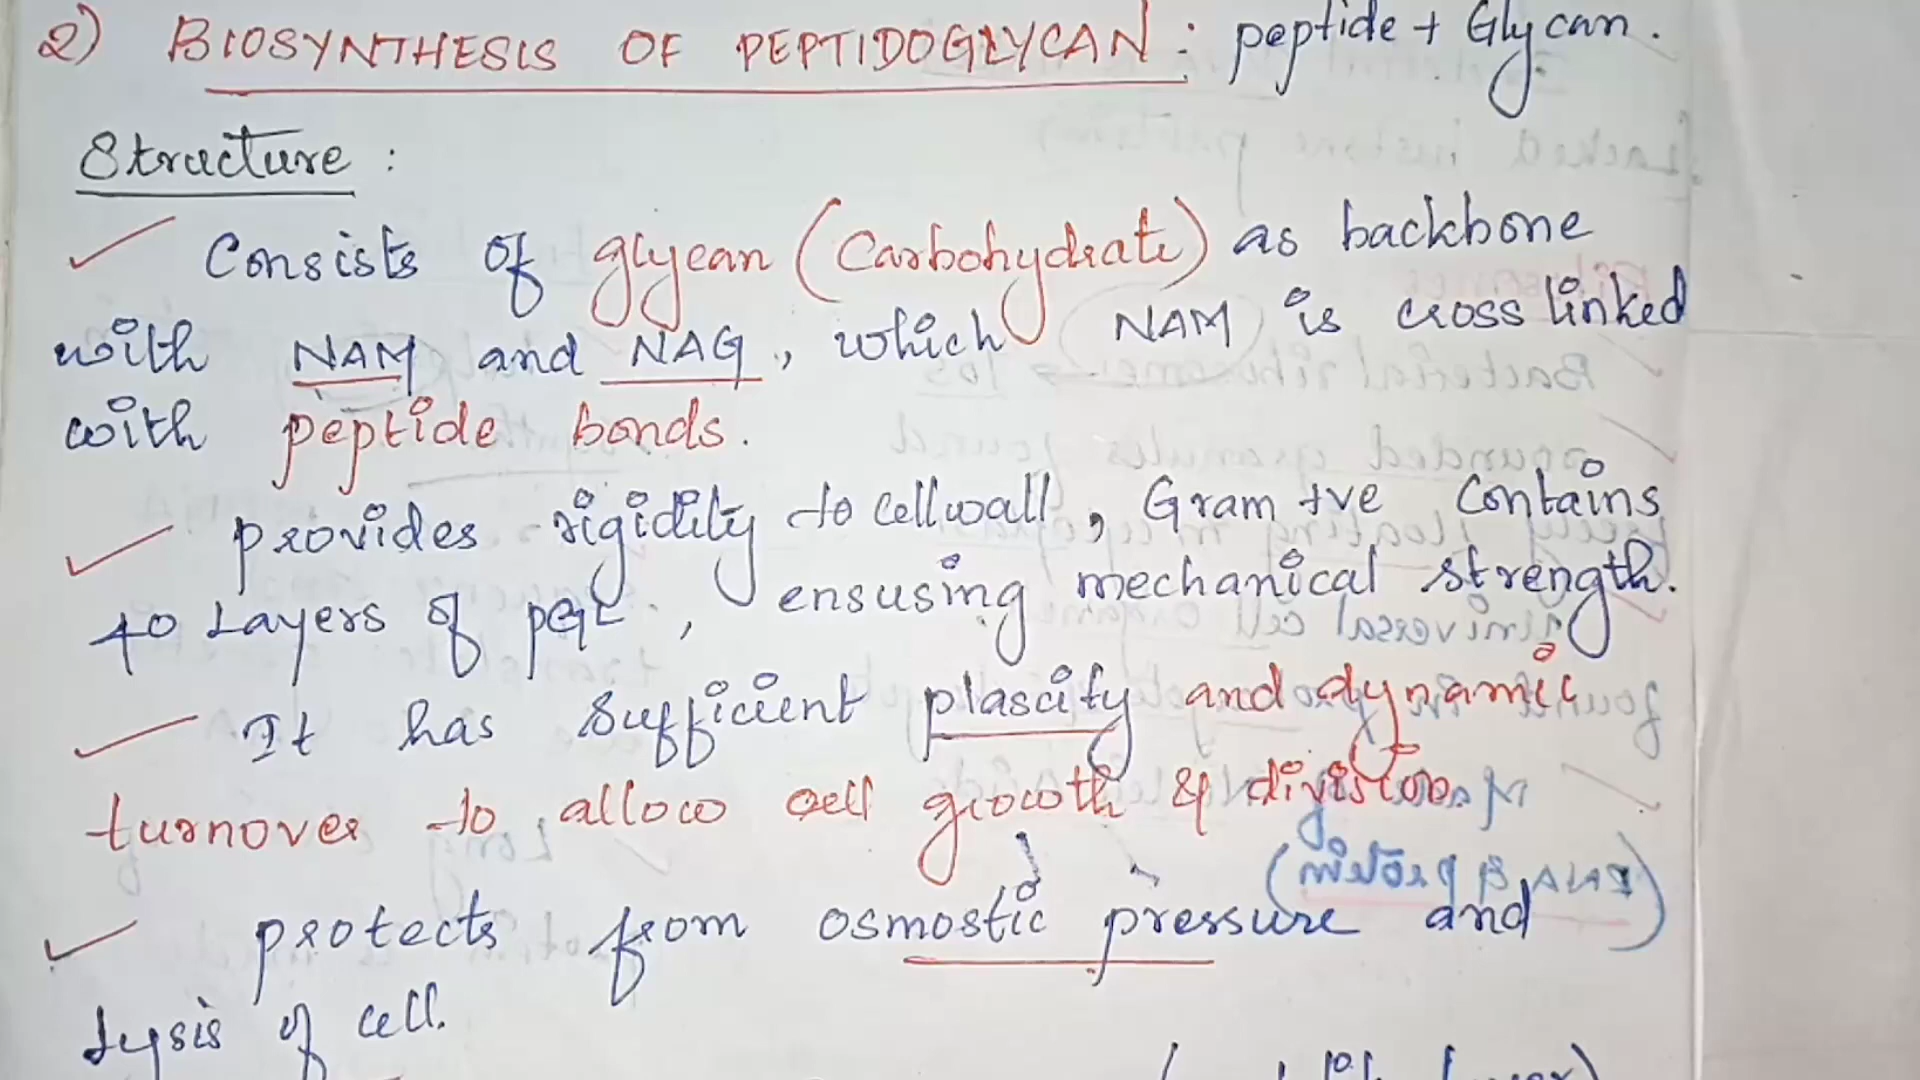 2) BIOSYNTHESIS OF PEPTIDOGLYCAN : peptide + Glycan.
Structure :
Consists of glycan (Carbohydrate) as backbone
with NAM and NAG, which NAM is cross linked
with peptide bonds.
provides rigidity to cellwall, Gram +ve Contains
40 Layers of PGL, ensusing mechanical strength.
It has sufficient plascity and dynamic
turnover to allow cell growth & division.
protects from osmostic pressure and
lysis of cell.